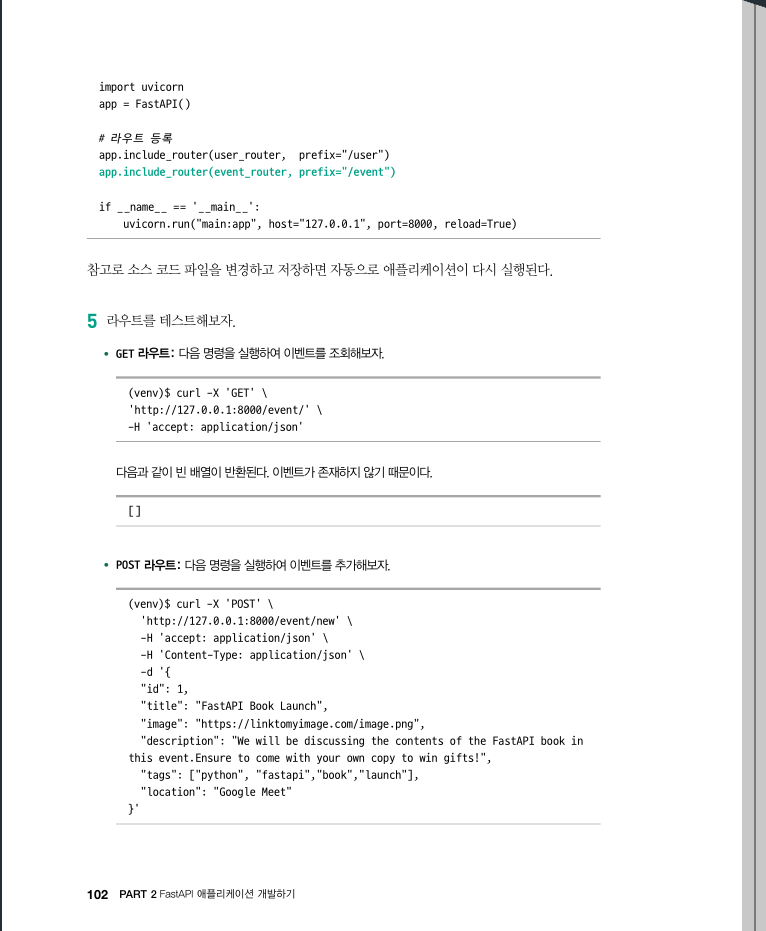 import uvicorn
app = FastAPI()
# 라우트 등록
app.include_router(user_router,  prefix="/user")
app.include_router(event_router, prefix="/event")
if __name__ == '__main__':
    uvicorn.run("main:app", host="127.0.0.1", port=8000, reload=True)
참고로 소스 코드 파일을 변경하고 저장하면 자동으로 애플리케이션이 다시 실행된다.
5 라우트를 테스트해보자.
• GET 라우트: 다음 명령을 실행하여 이벤트를 조회해보자.
(venv)$ curl -X 'GET' \
'http://127.0.0.1:8000/event/' \
-H 'accept: application/json'
다음과 같이 빈 배열이 반환된다. 이벤트가 존재하지 않기 때문이다.
[]
• POST 라우트: 다음 명령을 실행하여 이벤트를 추가해보자.
(venv)$ curl -X 'POST' \
  'http://127.0.0.1:8000/event/new' \
  -H 'accept: application/json' \
  -H 'Content-Type: application/json' \
  -d '{
  "id": 1,
  "title": "FastAPI Book Launch",
  "image": "https://linktomyimage.com/image.png",
  "description": "We will be discussing the contents of the FastAPI book in
this event.Ensure to come with your own copy to win gifts!",
  "tags": ["python", "fastapi","book","launch"],
  "location": "Google Meet"
}'
102 PART 2 FastAPI 애플리케이션 개발하기